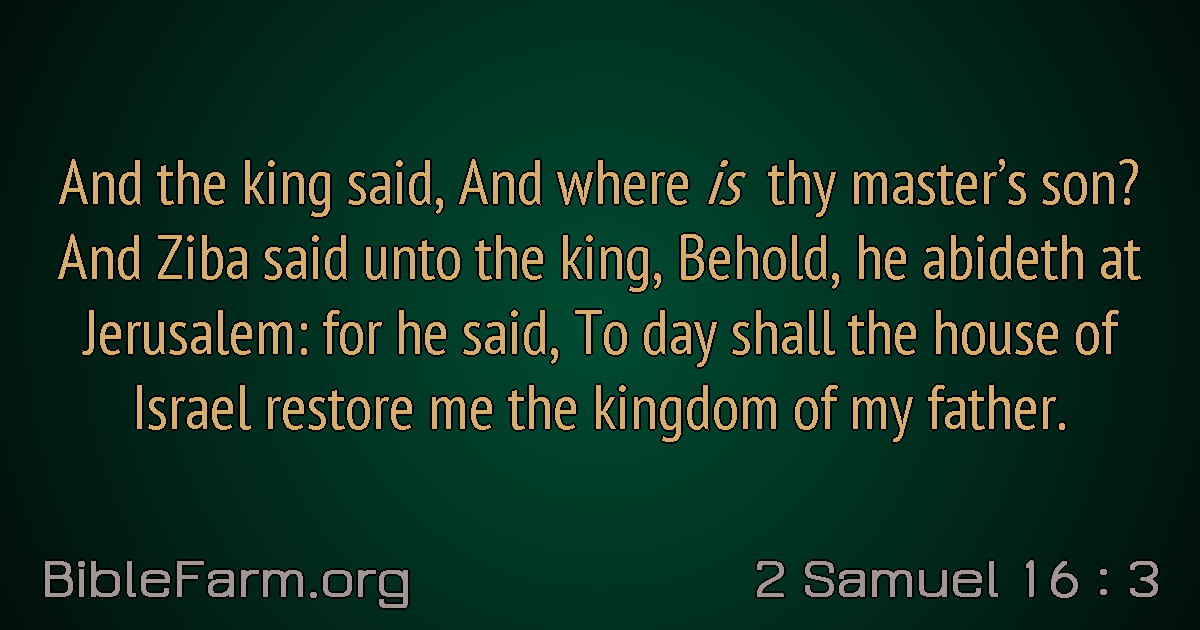 And the king said, And where is thy master’s son?
And Ziba said unto the king, Behold, he abideth at
Jerusalem: for he said, To day shall the house of
Israel restore me the kingdom of my father.
BibleFarm.org
2 Samuel 16 : 3